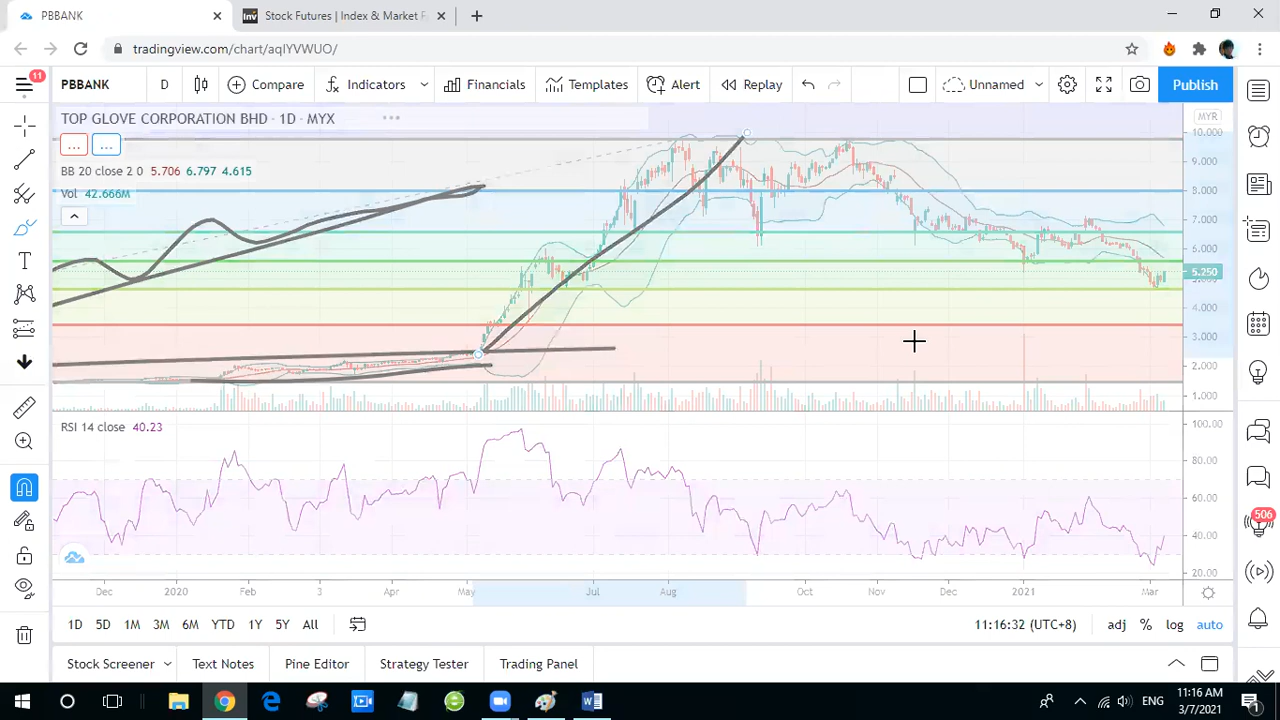 PBBANK
Stock Futures | Index & Market F
tradingview.com/chart/aqIYVWUO/
11
PBBANK D Compare Indicators Financials Templates Alert Replay Unnamed Publish
TOP GLOVE CORPORATION BHD · 1D · MYX
MYR
BB 20 close 2 0 5.706 6.797 4.615
Vol 42.666M
10.000
9.000
8.000
7.000
6.000
5.250
4.000
3.000
2.000
1.000
RSI 14 close 40.23
100.00
80.00
60.00
40.00
20.00
506
Dec 2020 Feb 3 Apr May Jul Aug Oct Nov Dec 2021 Mar
1D 5D 1M 3M 6M YTD 1Y 5Y All 11:16:32 (UTC+8) adj % log auto
Stock Screener Text Notes Pine Editor Strategy Tester Trading Panel
ENG 11:16 AM
3/7/2021
1